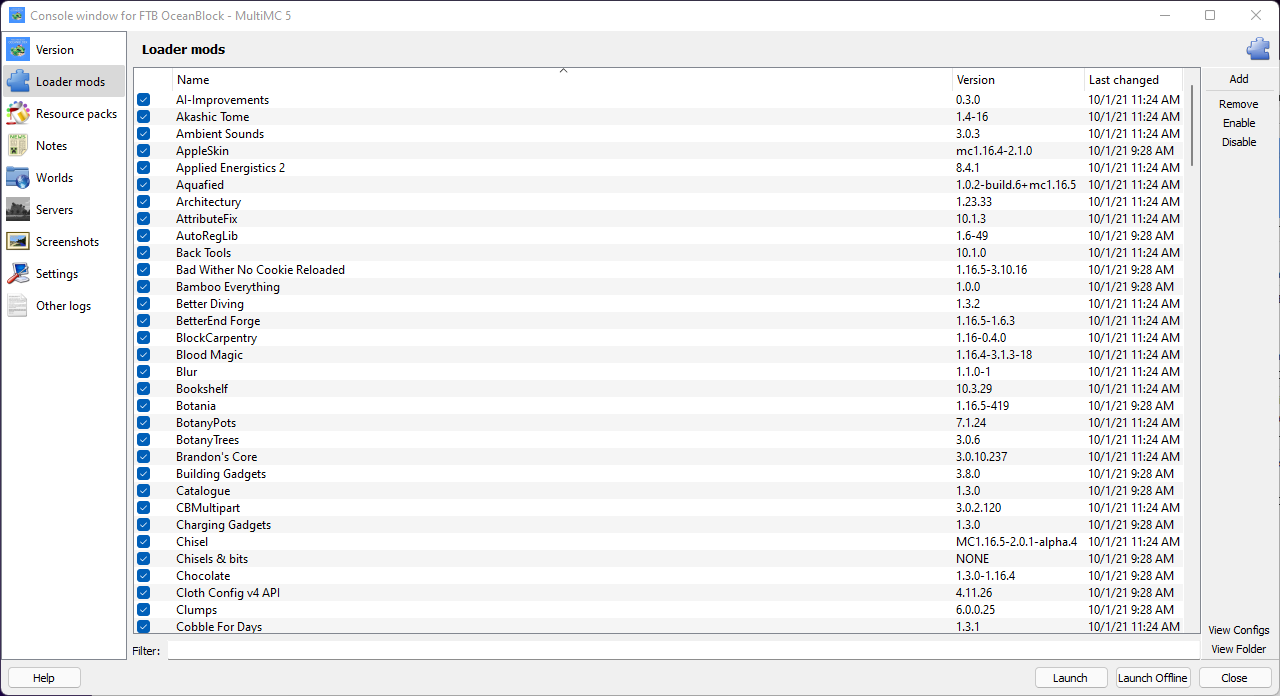 Console window for FTB OceanBlock - MultiMC 5
Version
Loader mods
Resource packs
Notes
Worlds
Servers
Screenshots
Settings
Other logs
Loader mods
Name Version Last changed
AI-Improvements 0.3.0 10/1/21 11:24 AM
Akashic Tome 1.4-16 10/1/21 11:24 AM
Ambient Sounds 3.0.3 10/1/21 11:24 AM
AppleSkin mc1.16.4-2.1.0 10/1/21 9:28 AM
Applied Energistics 2 8.4.1 10/1/21 11:24 AM
Aquafied 1.0.2-build.6+mc1.16.5 10/1/21 11:24 AM
Architectury 1.23.33 10/1/21 11:24 AM
AttributeFix 10.1.3 10/1/21 11:24 AM
AutoRegLib 1.6-49 10/1/21 9:28 AM
Back Tools 10.1.0 10/1/21 11:24 AM
Bad Wither No Cookie Reloaded 1.16.5-3.10.16 10/1/21 9:28 AM
Bamboo Everything 1.0.0 10/1/21 9:28 AM
Better Diving 1.3.2 10/1/21 11:24 AM
BetterEnd Forge 1.16.5-1.6.3 10/1/21 11:24 AM
BlockCarpentry 1.16-0.4.0 10/1/21 11:24 AM
Blood Magic 1.16.4-3.1.3-18 10/1/21 11:24 AM
Blur 1.1.0-1 10/1/21 11:24 AM
Bookshelf 10.3.29 10/1/21 11:24 AM
Botania 1.16.5-419 10/1/21 9:28 AM
BotanyPots 7.1.24 10/1/21 11:24 AM
BotanyTrees 3.0.6 10/1/21 11:24 AM
Brandon's Core 3.0.10.237 10/1/21 11:24 AM
Building Gadgets 3.8.0 10/1/21 9:28 AM
Catalogue 1.3.0 10/1/21 9:28 AM
CBMultipart 3.0.2.120 10/1/21 11:24 AM
Charging Gadgets 1.3.0 10/1/21 9:28 AM
Chisel MC1.16.5-2.0.1-alpha.4 10/1/21 11:24 AM
Chisels & bits NONE 10/1/21 9:28 AM
Chocolate 1.3.0-1.16.4 10/1/21 9:28 AM
Cloth Config v4 API 4.11.26 10/1/21 9:28 AM
Clumps 6.0.0.25 10/1/21 9:28 AM
Cobble For Days 1.3.1 10/1/21 11:24 AM
Add
Remove
Enable
Disable
View Configs
View Folder
Filter:
Help Launch Launch Offline Close